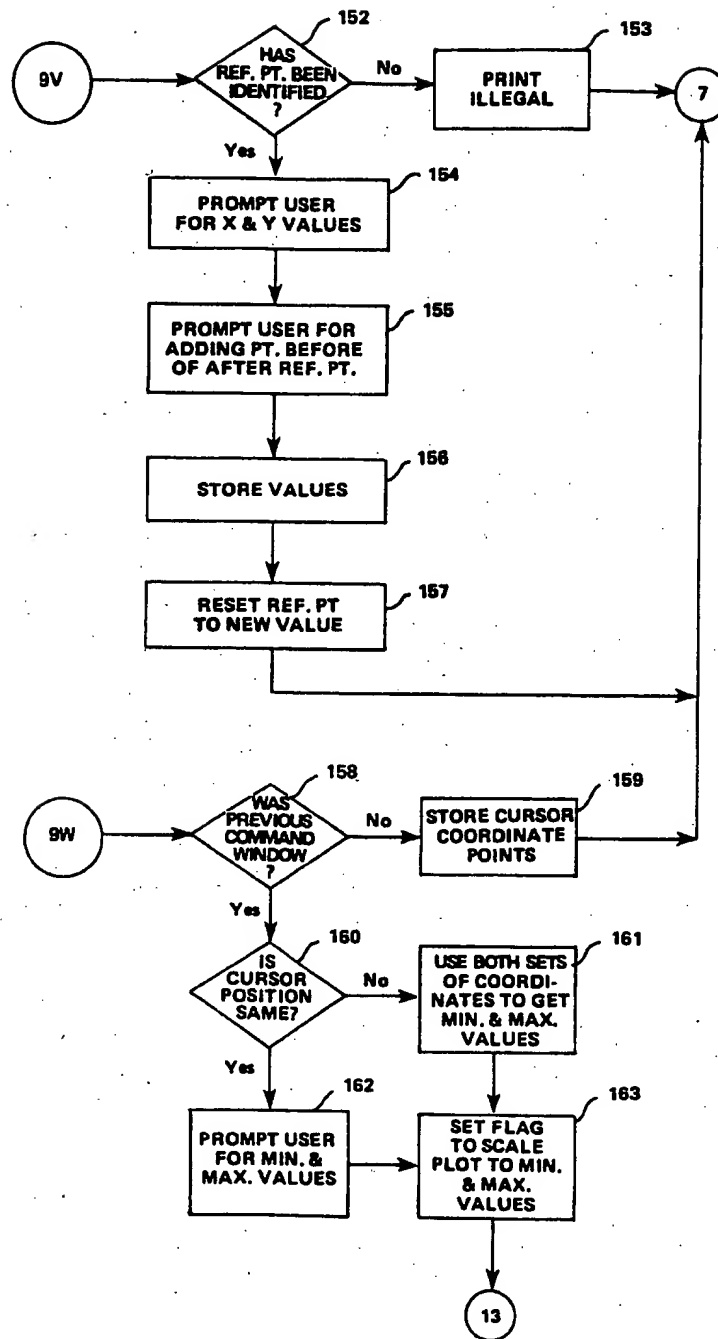 152
9V
HAS
REF. PT. BEEN
IDENTIFIED
?
No
153
PRINT
ILLEGAL
7
Yes
154
PROMPT USER
FOR X & Y VALUES
155
PROMPT USER FOR
ADDING PT. BEFORE
OF AFTER REF. PT.
156
STORE VALUES
157
RESET REF. PT
TO NEW VALUE
158
9W
WAS
PREVIOUS
COMMAND
WINDOW
?
No
159
STORE CURSOR
COORDINATE
POINTS
Yes
160
IS
CURSOR
POSITION
SAME?
No
161
USE BOTH SETS
OF COORDI-
NATES TO GET
MIN. & MAX.
VALUES
Yes
162
PROMPT USER
FOR MIN. &
MAX. VALUES
163
SET FLAG
TO SCALE
PLOT TO MIN.
& MAX.
VALUES
13